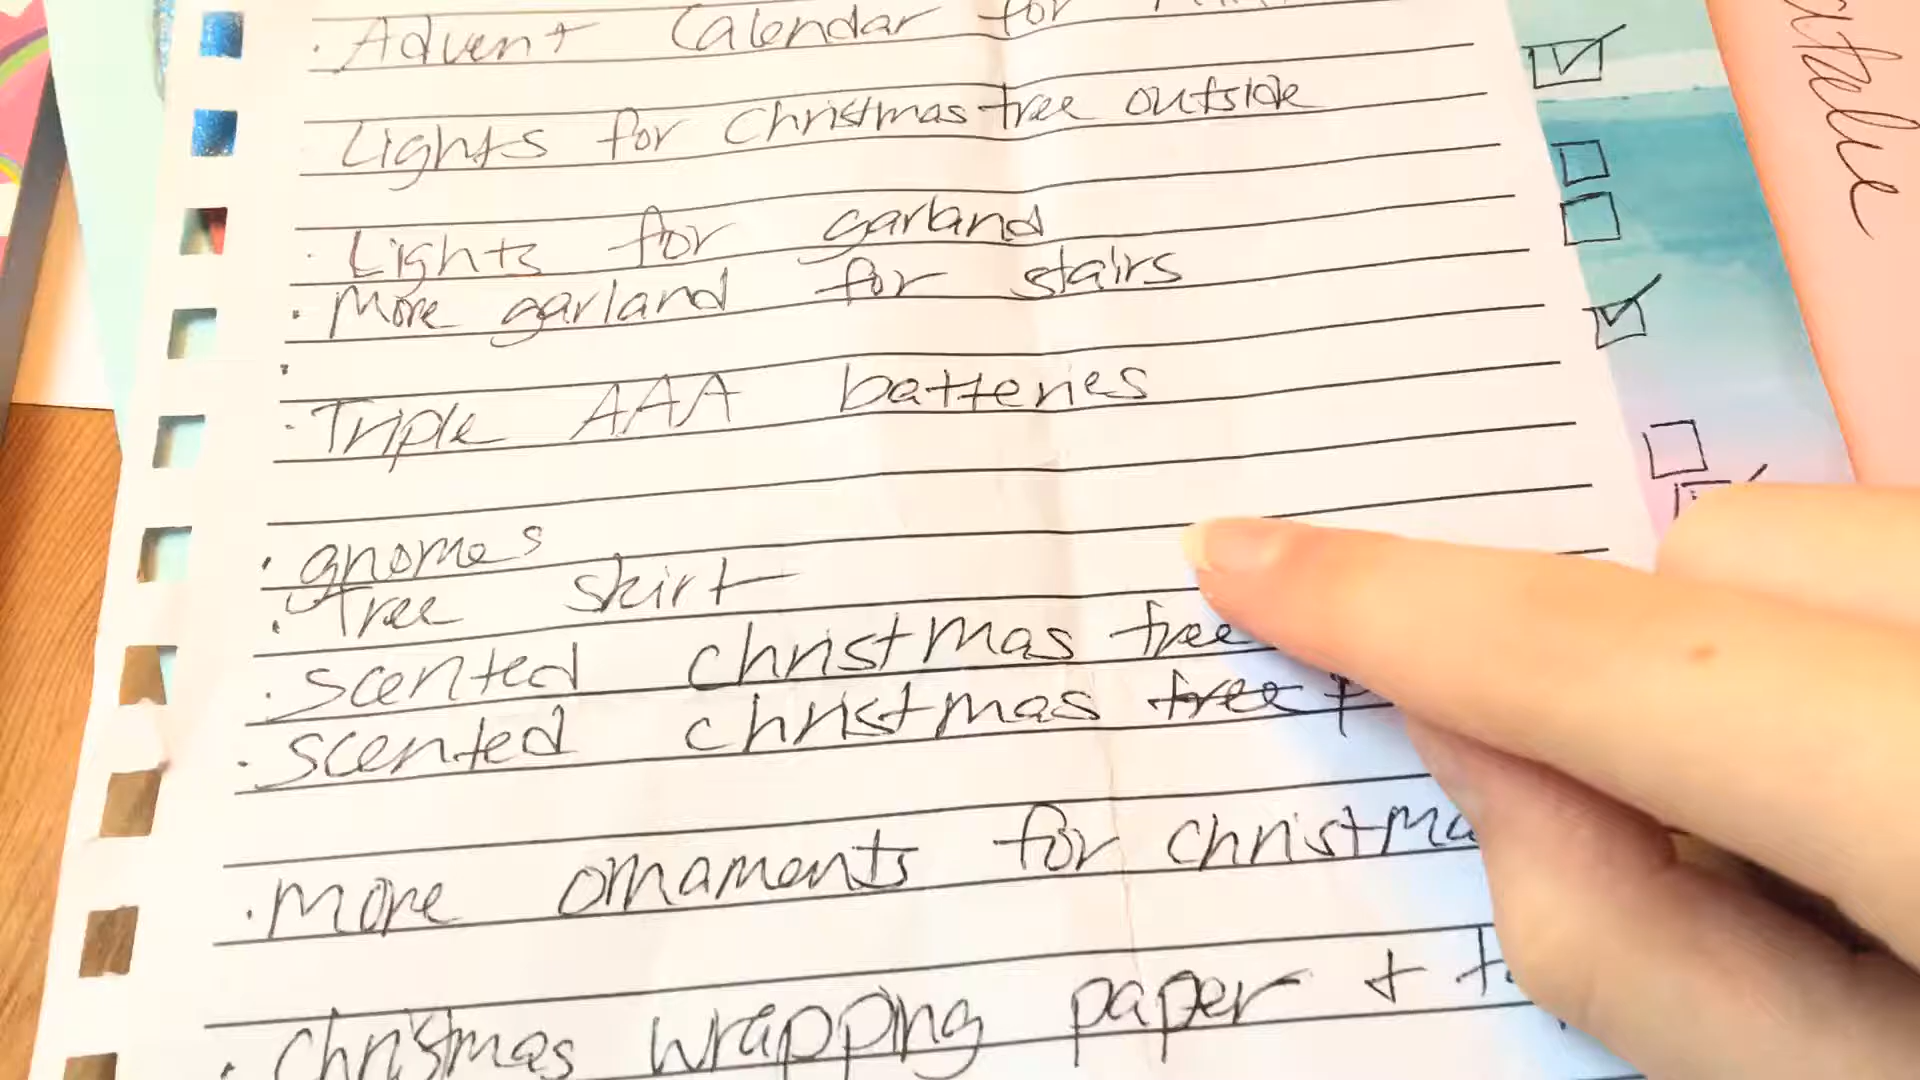 · Advent Calendar for
Lights for Christmas tree outside
· Lights for garland
· More garland for stairs
·
· Triple AAA batteries
· gnomes
· Tree skirt
· scented christmas tree
· scented christmas tree
· More ornaments for christma
· Christmas wrapping paper + t